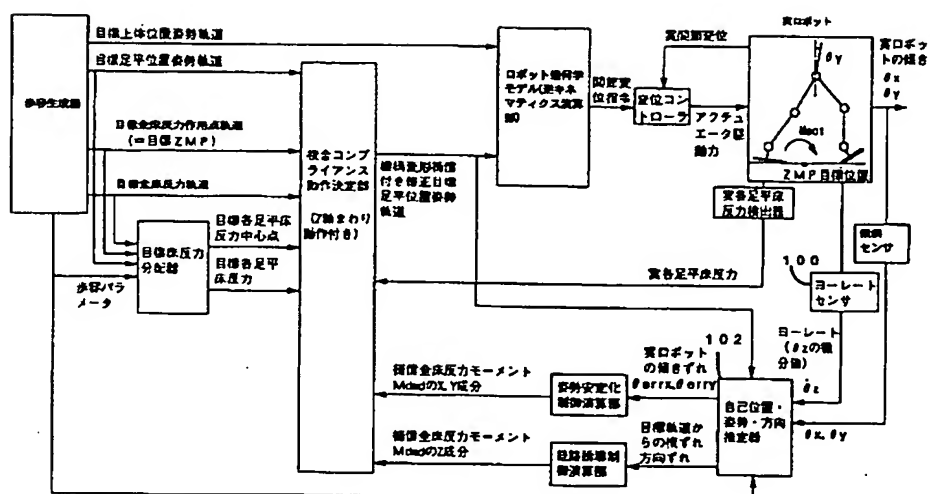 目標上体位置姿勢軌道
目標足平位置姿勢軌道
歩容生成器
目標全床反力作用点軌道
(=目標ZMP)
目標全床反力軌道
目標床反力
分配器
歩容パラ
メータ
目標各足平床
反力中心点
目標各足平
床反力
複合コンプ
ライアンス
動作決定部
(Z軸まわり
動作付き)
機構変形補償
付き修正目標
足平位置姿勢
軌道
ロボット幾何学
モデル(逆キネ
マティクス演算
部)
関節変
位指令
実関節変位
変位コン
トローラ
アクチュ
エータ駆
動力
実ロボット
θY
Mact
ZMP目標位置
実ロボッ
トの傾き
θx
θy
実各足平床
反力検出器
実各足平床反力
傾斜
センサ
100
ヨーレート
センサ
ヨーレート
(θzの微
分値)
θ̇z
θx,θy
102
実ロボット
の傾きずれ
θerrx,θerry
自己位置・
姿勢・方向
推定器
目標軌道か
らの横ずれ
方向ずれ
姿勢安定化
制御演算部
経路誘導制
御演算部
補償全床反力モーメント
MdmdのX,Y成分
補償全床反力モーメント
MdmdのZ成分